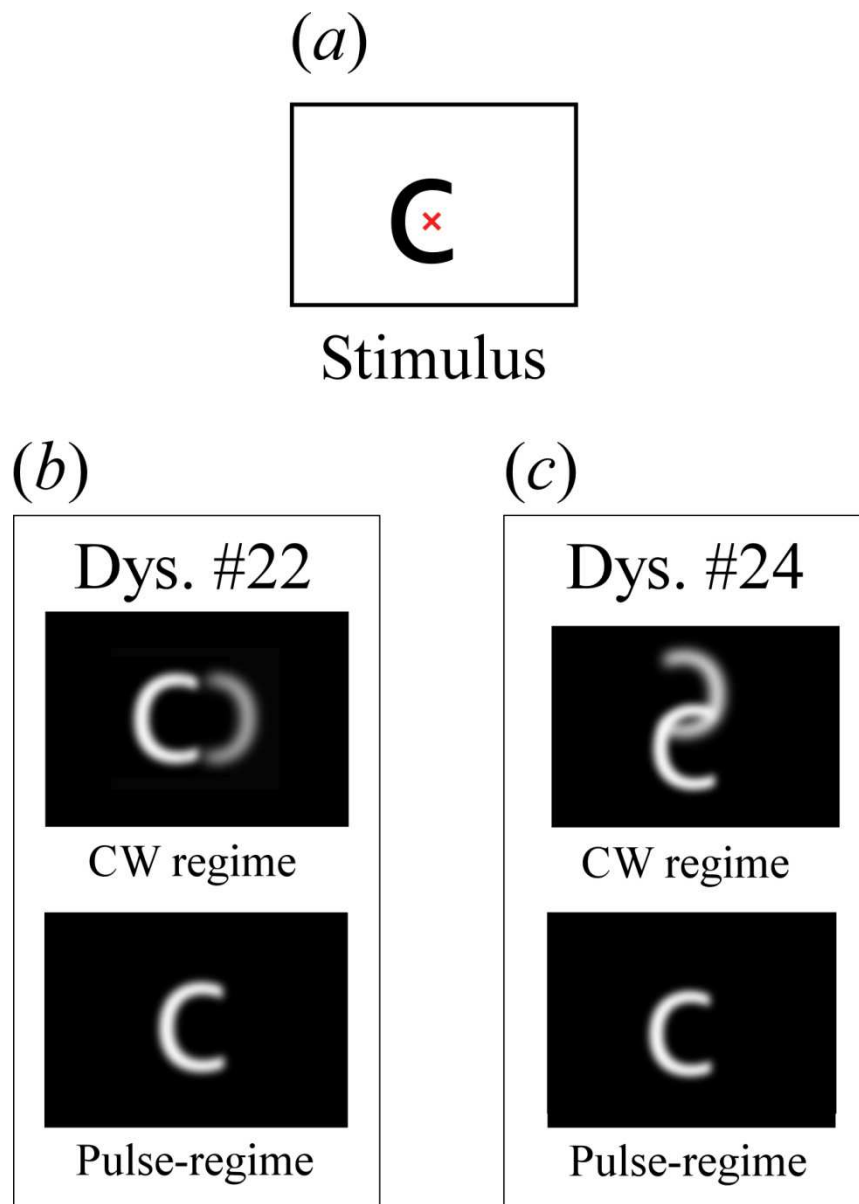 (a)
C
Stimulus
(b)
(c)
Dys. #22
Dys. #24
C
C
CW regime
CW regime
C
C
Pulse-regime
Pulse-regime